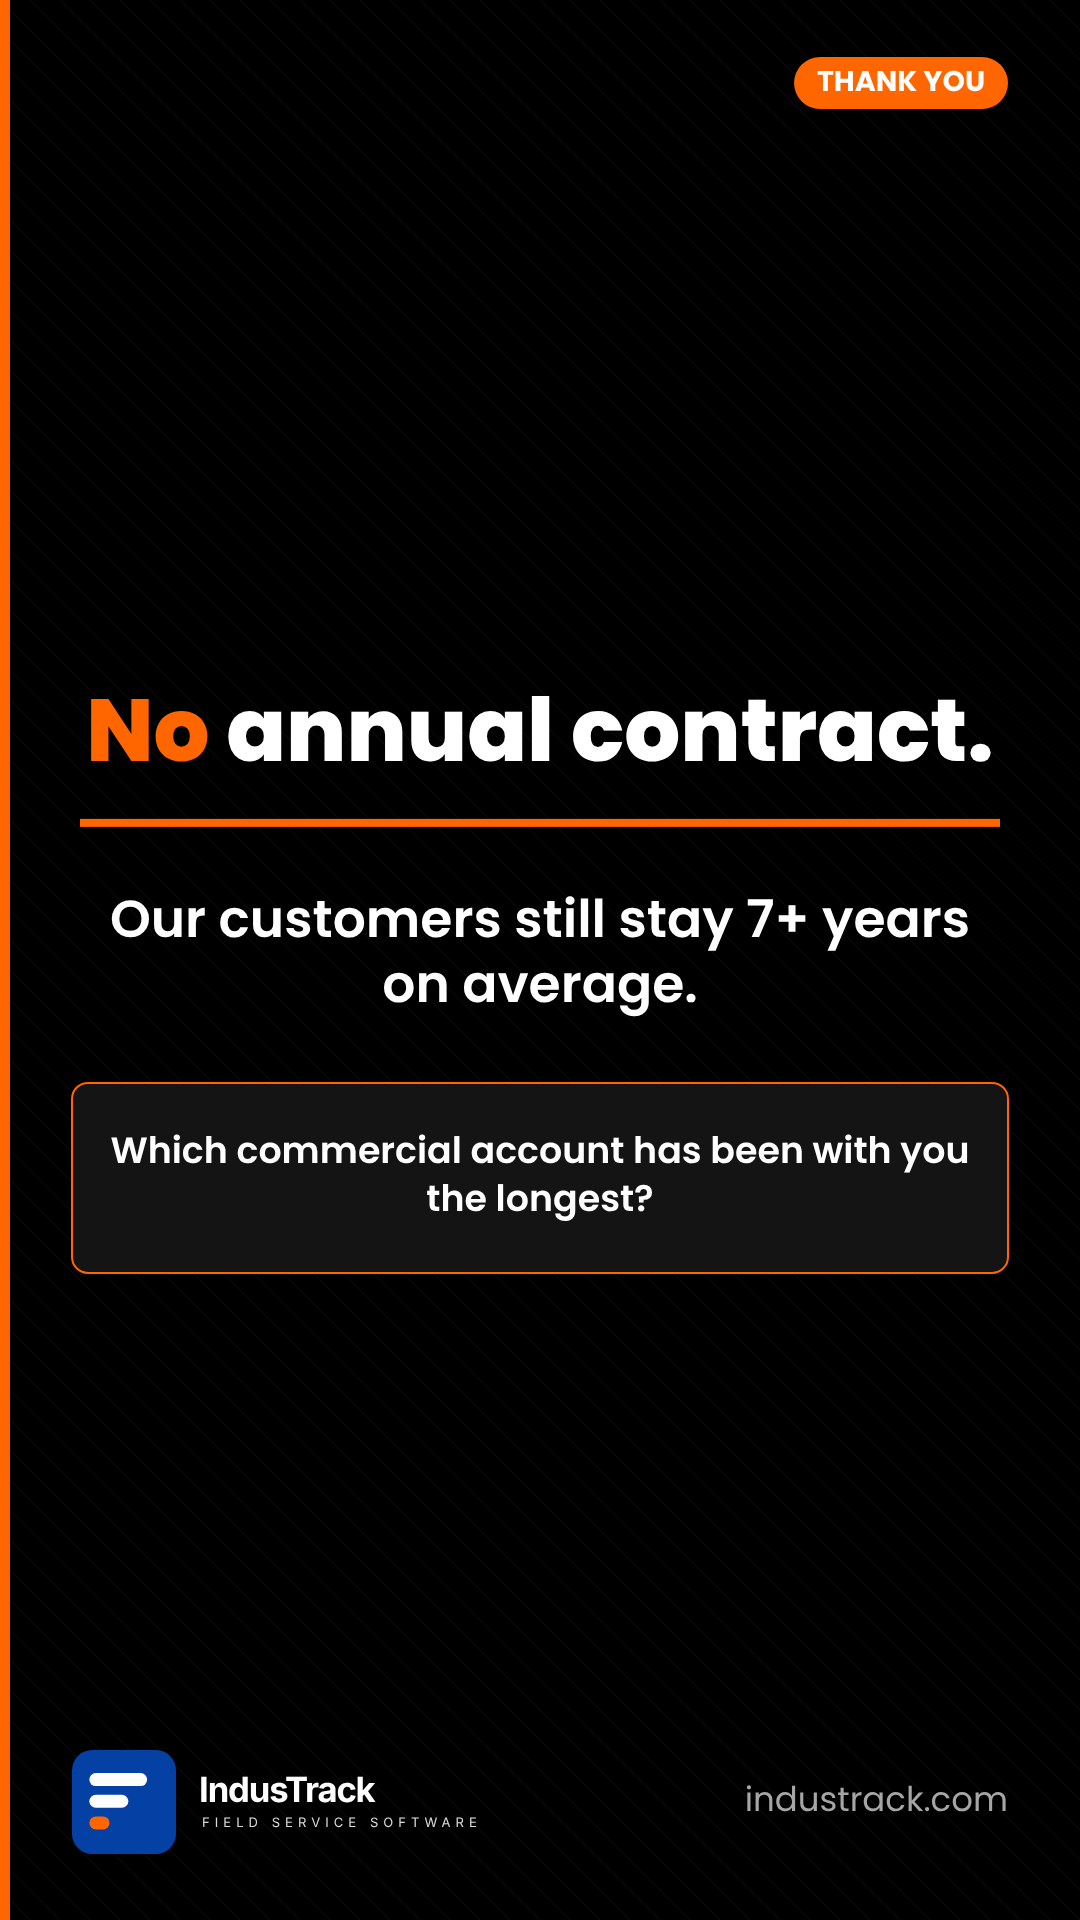 THANK YOU
No annual contract.
Our customers still stay 7+ years
on average.
Which commercial account has been with you
the longest?
IndusTrack
FIELD SERVICE SOFTWARE
industrack.com